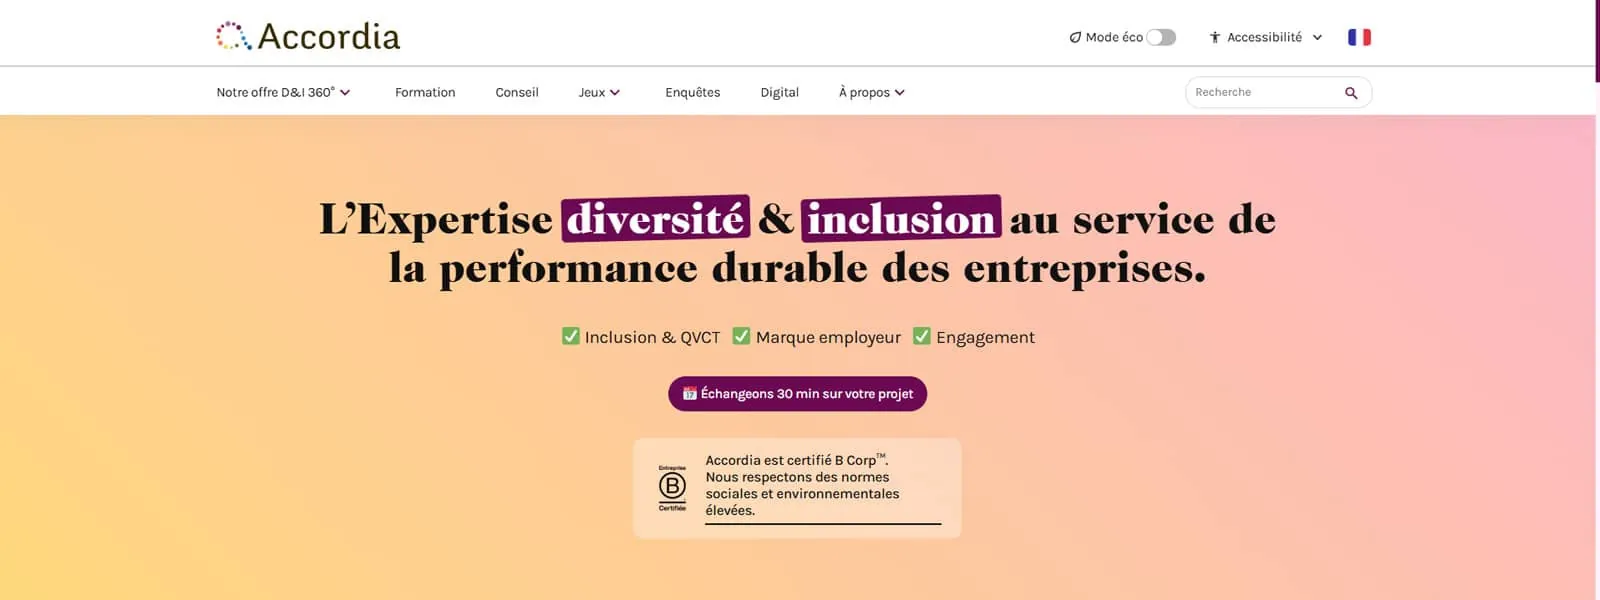 Accordia
Mode éco
Accessibilité
Notre offre D&I 360°
Formation
Conseil
Jeux
Enquêtes
Digital
À propos
Recherche
L'Expertise diversité & inclusion au service de
la performance durable des entreprises.
✅ Inclusion & QVCT ✅ Marque employeur ✅ Engagement
📅 Échangeons 30 min sur votre projet
Entreprise
B
Certifiée
Accordia est certifié B Corp™.
Nous respectons des normes
sociales et environnementales
élevées.